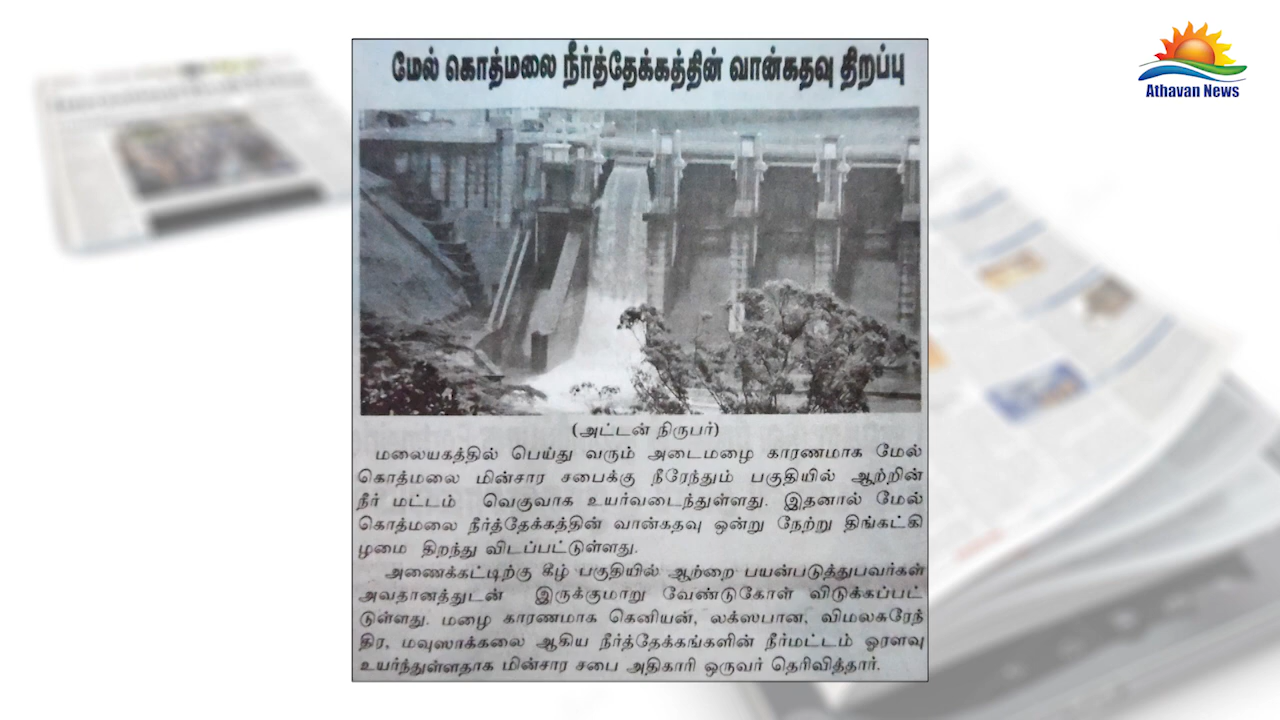 மேல் கொத்மலை நீர்த்தேக்கத்தின் வான்கதவு திறப்பு
Athavan News
(அட்டன் நிருபர்)
மலையகத்தில் பெய்து வரும் அடைமழை காரணமாக மேல்
கொத்மலை மின்சார சபைக்கு நீரேந்தும் பகுதியில் ஆற்றின்
நீர் மட்டம் வெகுவாக உயர்வடைந்துள்ளது. இதனால் மேல்
கொத்மலை நீர்த்தேக்கத்தின் வான்கதவு ஒன்று நேற்று திங்கட்கி
ழமை திறந்து விடப்பட்டுள்ளது.
அணைக்கட்டிற்கு கீழ் பகுதியில் ஆற்றை பயன்படுத்துபவர்கள்
அவதானத்துடன் இருக்குமாறு வேண்டுகோள் விடுக்கப்பட்
டுள்ளது. மழை காரணமாக கெனியன், லக்ஸபான, விமலசுரேந்
திர, மவுஸாக்கலை ஆகிய நீர்த்தேக்கங்களின் நீர்மட்டம் ஓரளவு
உயர்ந்துள்ளதாக மின்சார சபை அதிகாரி ஒருவர் தெரிவித்தார்.